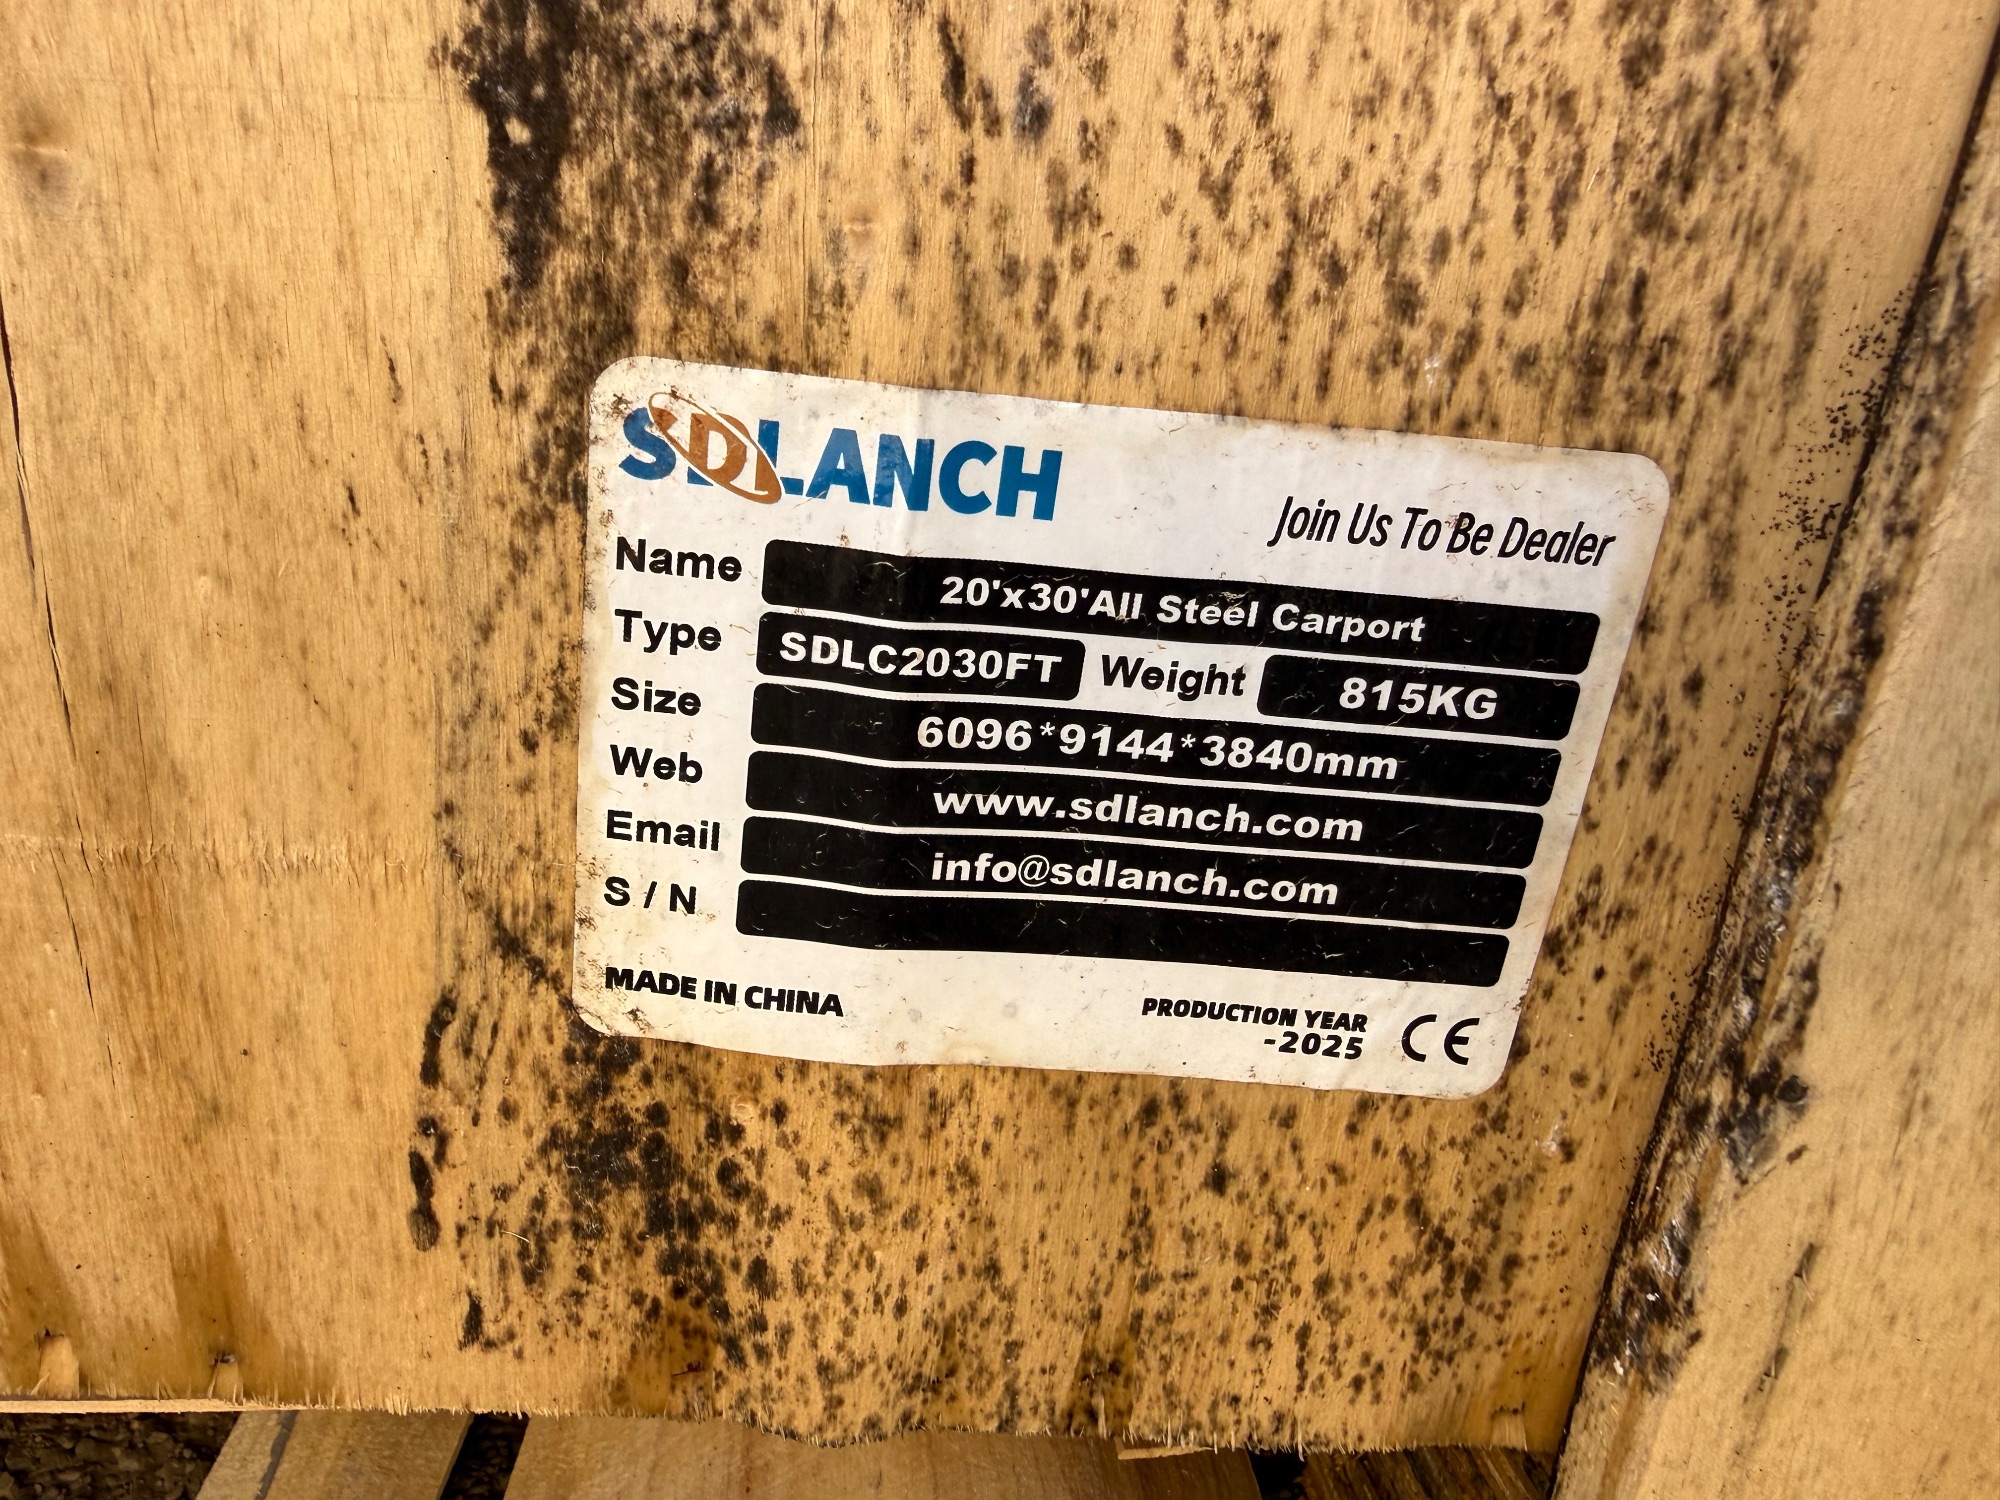 SDLANCH
Join Us To Be Dealer
Name 20'x30'All Steel Carport
Type SDLC2030FT Weight 815KG
Size 6096*9144*3840mm
Web www.sdlanch.com
Email info@sdlanch.com
S / N
MADE IN CHINA
PRODUCTION YEAR
-2025
CE